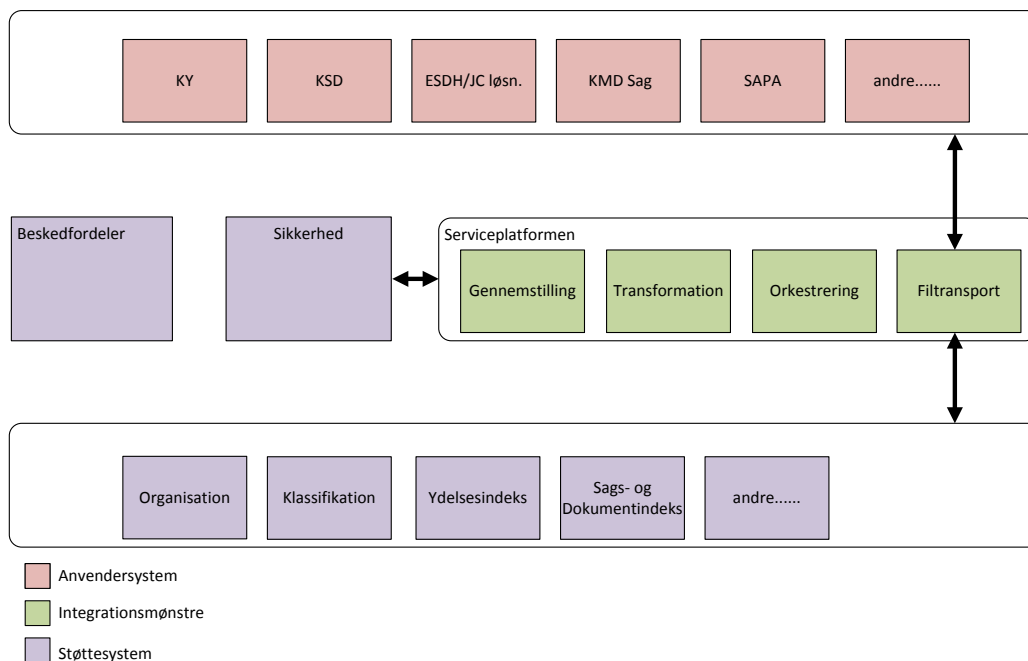 KY
KSD
ESDH/JC løsn.
KMD Sag
SAPA
andre......
Beskedfordeler
Sikkerhed
Serviceplatformen
Gennemstilling
Transformation
Orkestrering
Filtransport
Organisation
Klassifikation
Ydelsesindeks
Sags- og
Dokumentindeks
andre......
Anvendersystem
Integrationsmønstre
Støttesystem